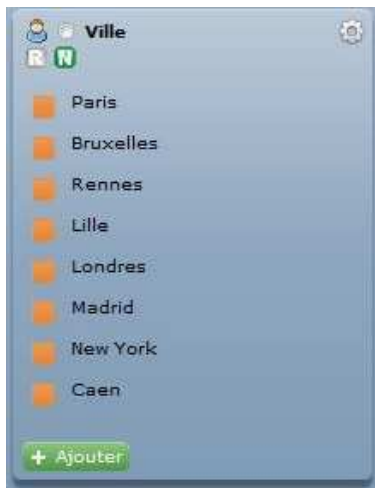 Ville
R N
Paris
Bruxelles
Rennes
Lille
Londres
Madrid
New York
Caen
+ Ajouter